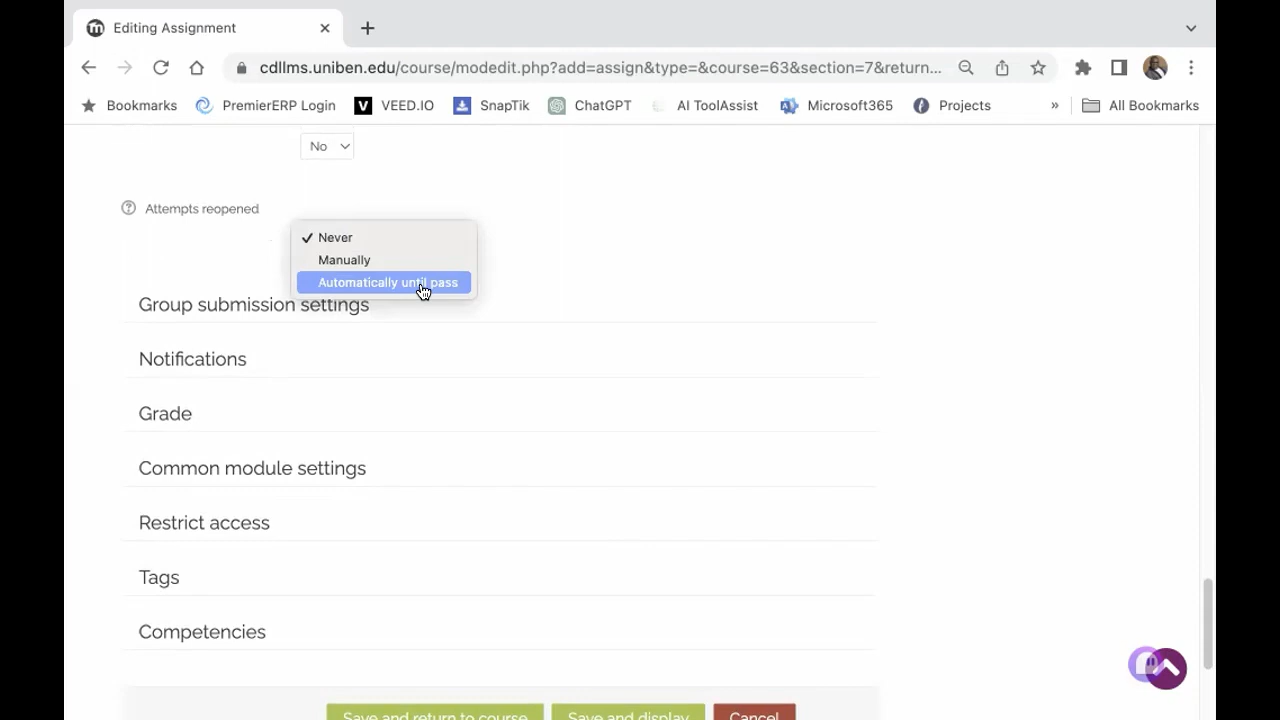 Editing Assignment
cdllms.uniben.edu/course/modedit.php?add=assign&type=&course=63&section=7&return...
Bookmarks PremierERP Login V VEED.IO SnapTik ChatGPT AI ToolAssist Microsoft365 Projects » All Bookmarks
No
Attempts reopened
Never
Manually
Automatically until pass
Group submission settings
Notifications
Grade
Common module settings
Restrict access
Tags
Competencies
Save and return to course Save and display Cancel